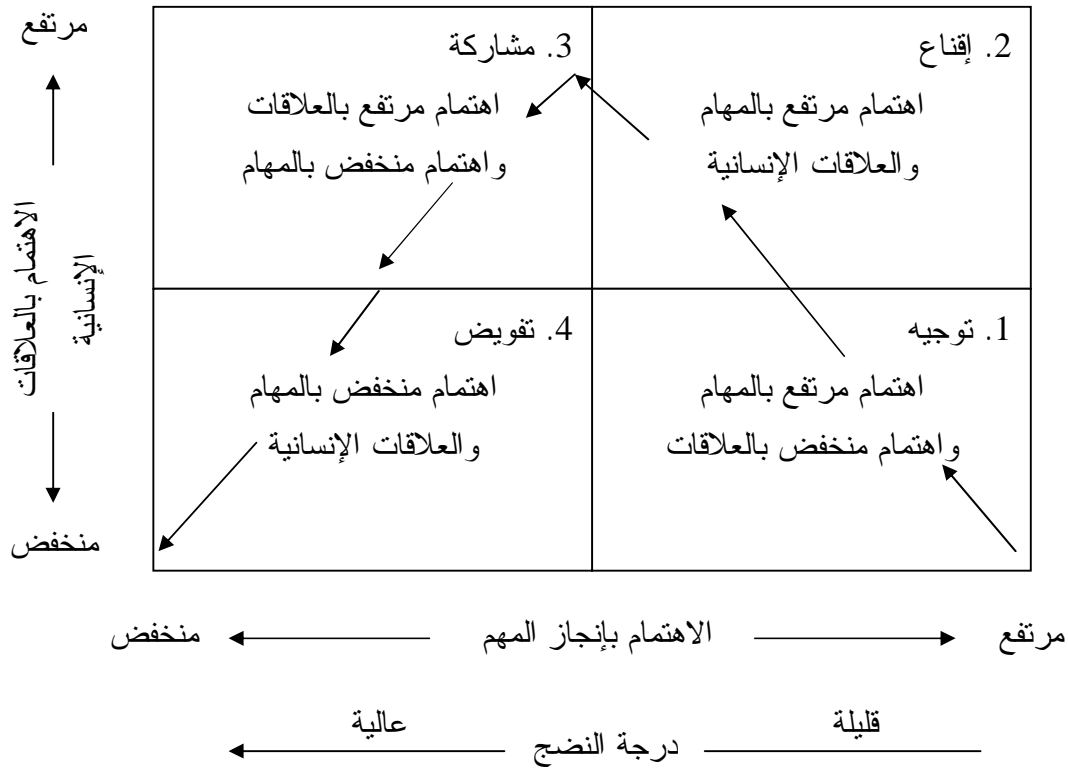 مرتفع
الاهتمام بالعلاقات
الإنسانية
منخفض
2. إقناع
اهتمام مرتفع بالمهام
والعلاقات الإنسانية
3. مشاركة
اهتمام مرتفع بالعلاقات
واهتمام منخفض بالمهام
1. توجيه
اهتمام مرتفع بالمهام
واهتمام منخفض بالعلاقات
4. تفويض
اهتمام منخفض بالمهام
والعلاقات الإنسانية
مرتفع الاهتمام بإنجاز المهم منخفض
قليلة عالية
درجة النضج